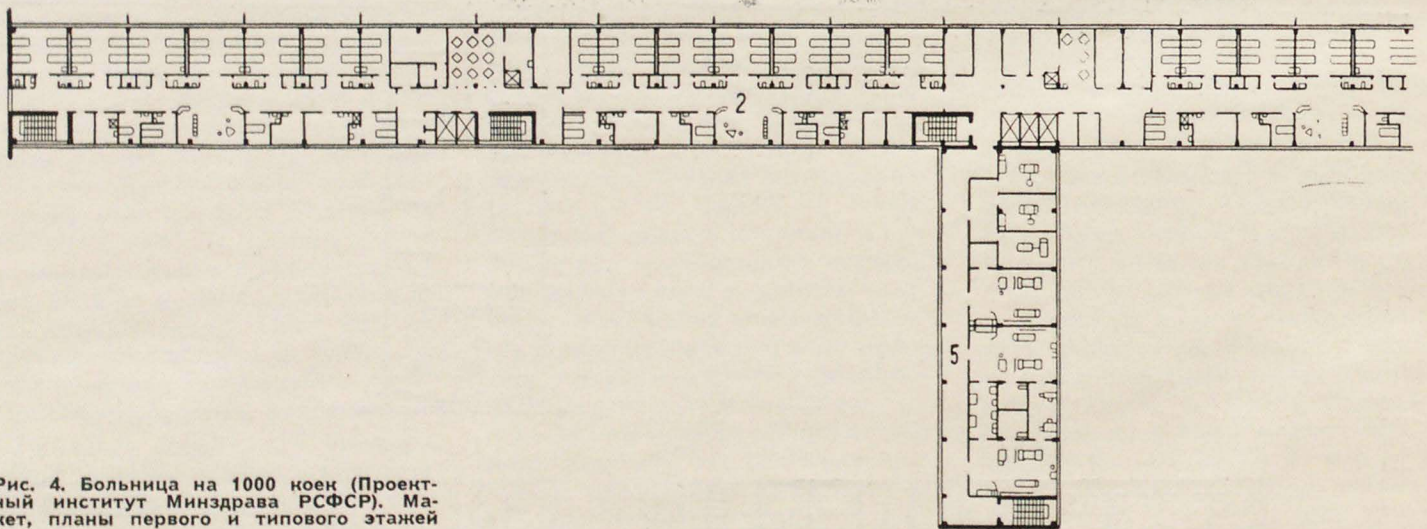 2
5
Рис. 4. Больница на 1000 коек (Проект-
ный институт Минздрава РСФСР). Ма-
кет, планы первого и типового этажей